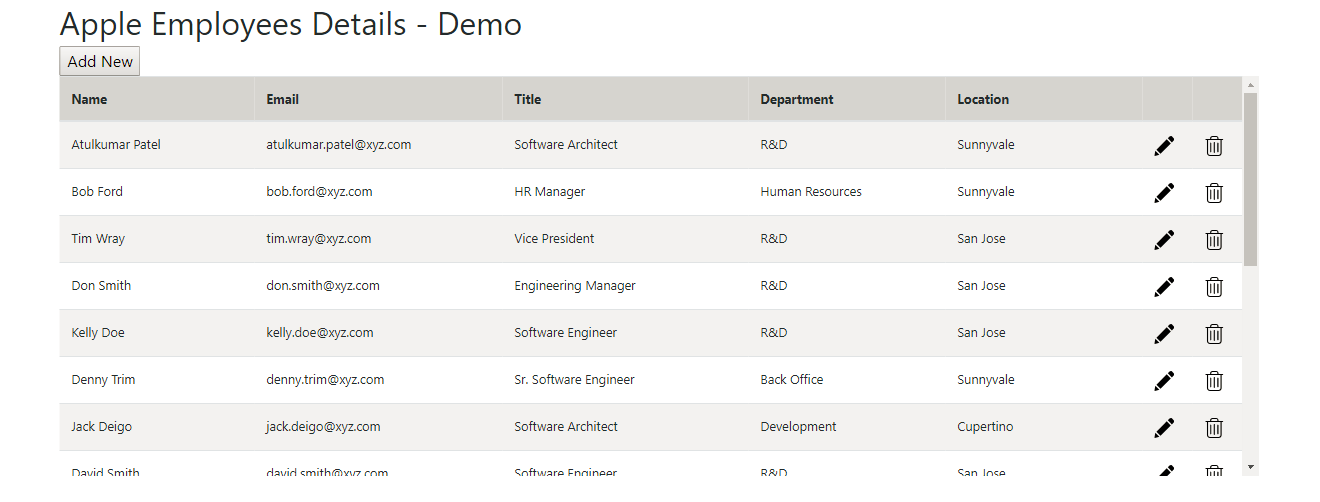 Apple Employees Details - Demo
Add New
Name Email Title Department Location
Atulkumar Patel atulkumar.patel@xyz.com Software Architect R&D Sunnyvale
Bob Ford bob.ford@xyz.com HR Manager Human Resources Sunnyvale
Tim Wray tim.wray@xyz.com Vice President R&D San Jose
Don Smith don.smith@xyz.com Engineering Manager R&D San Jose
Kelly Doe kelly.doe@xyz.com Software Engineer R&D San Jose
Denny Trim denny.trim@xyz.com Sr. Software Engineer Back Office Sunnyvale
Jack Deigo jack.deigo@xyz.com Software Architect Development Cupertino
David Smith david.smith@xyz.com Software Engineer R&D San Jose